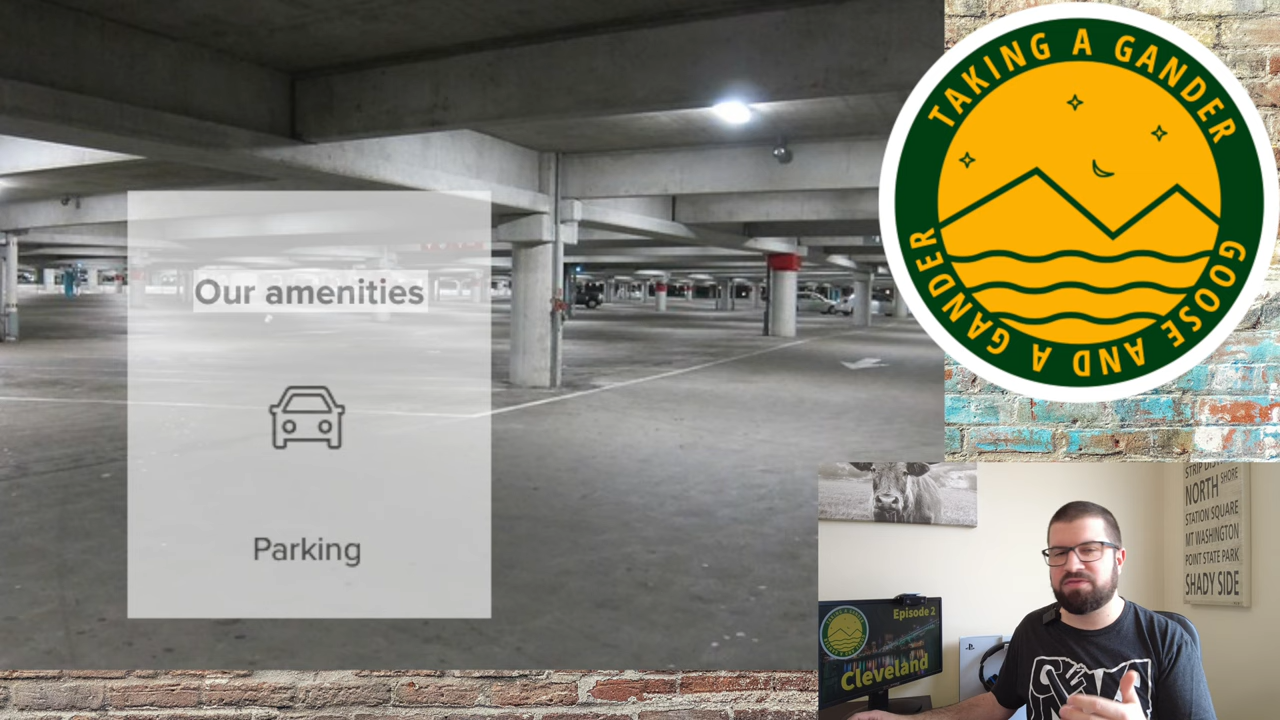 Our amenities
Parking
TAKING A GANDER
GOOSE AND A GANDER
Episode 2
Cleveland
NORTH SHORE
STATION SQUARE
MT WASHINGTON
POINT STATE PARK
SHADY SIDE